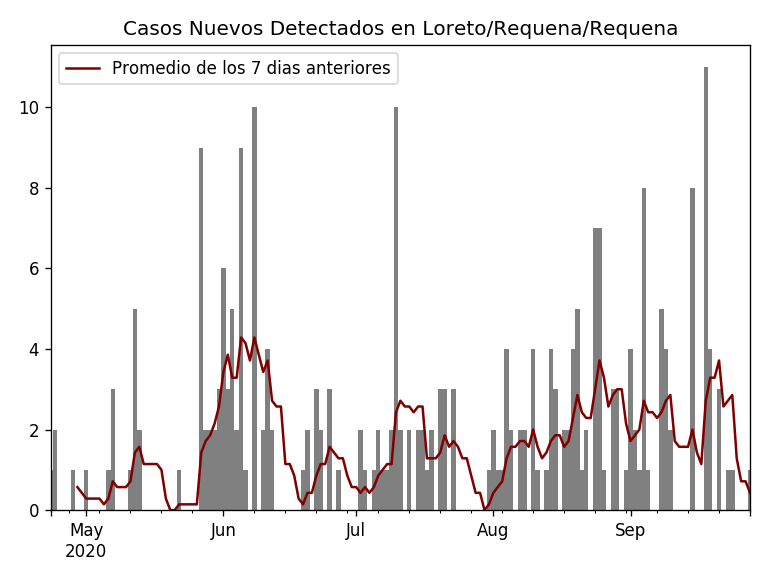 Casos Nuevos Detectados en Loreto/Requena/Requena
Promedio de los 7 dias anteriores
10
8
6
4
2
0
May
2020
Jun
Jul
Aug
Sep